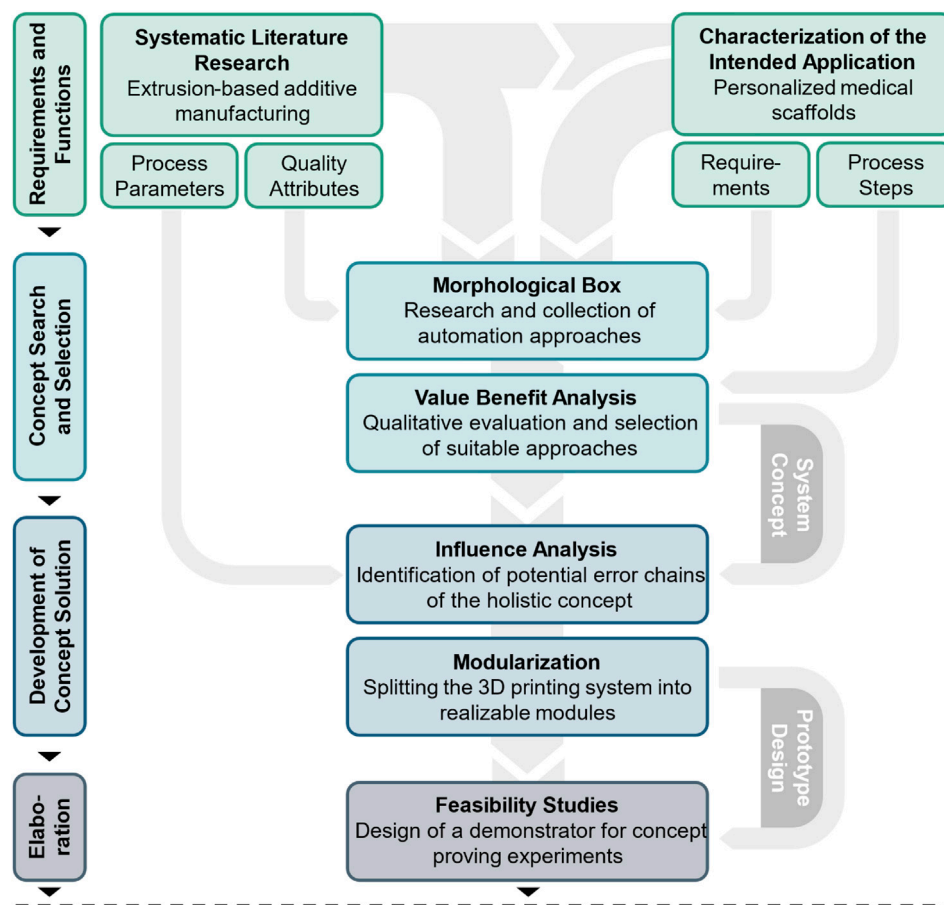 Requirements and
Functions
Systematic Literature
Research
Extrusion-based additive
manufacturing
Process
Parameters
Quality
Attributes
Characterization of the
Intended Application
Personalized medical
scaffolds
Require-
ments
Process
Steps
Concept Search
and Selection
Morphological Box
Research and collection of
automation approaches
Value Benefit Analysis
Qualitative evaluation and selection
of suitable approaches
System
Concept
Development of
Concept Solution
Influence Analysis
Identification of potential error chains
of the holistic concept
Modularization
Splitting the 3D printing system into
realizable modules
Prototype
Design
Elabo-
ration
Feasibility Studies
Design of a demonstrator for concept
proving experiments